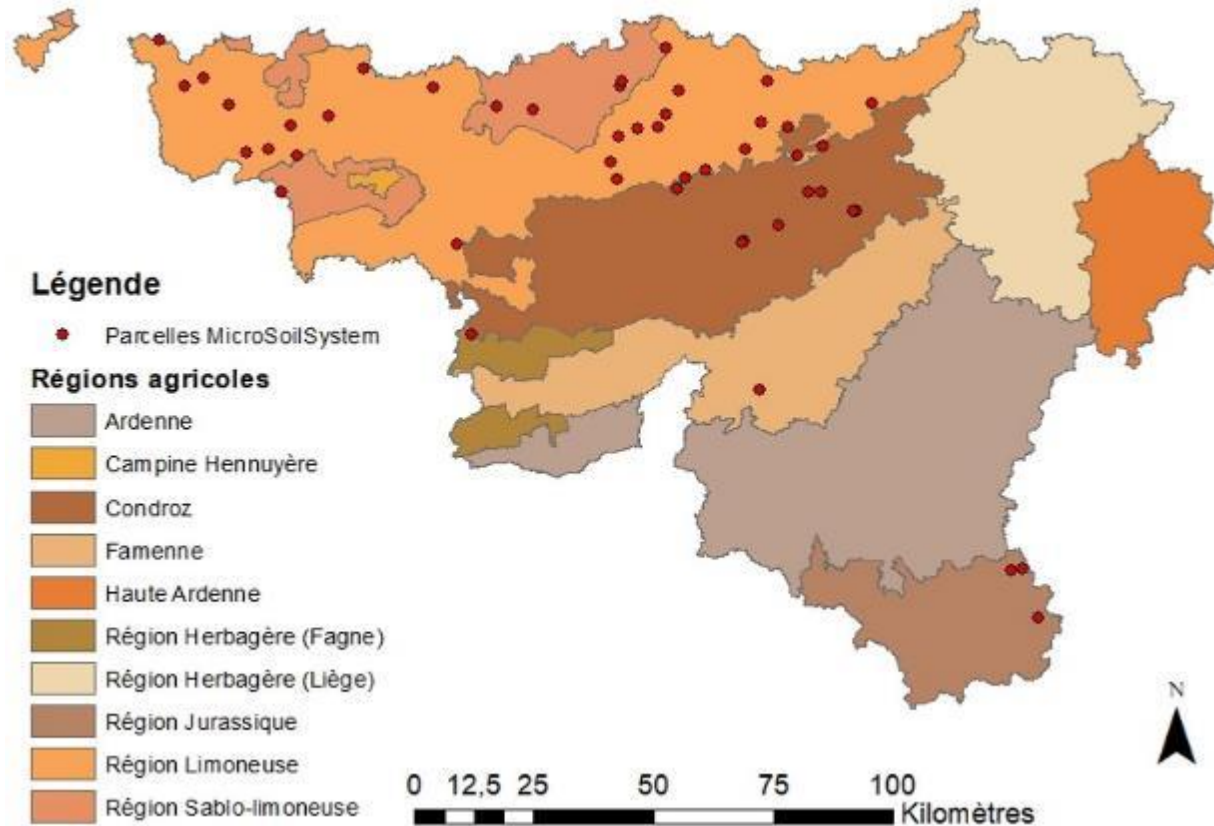 Légende
Parcelles MicroSoilSystem
Régions agricoles
Ardenne
Campine Hennuyère
Condroz
Famenne
Haute Ardenne
Région Herbagère (Fagne)
Région Herbagère (Liège)
Région Jurassique
Région Limoneuse
Région Sablo-limoneuse
N
0 12,5 25 50 75 100
Kilomètres